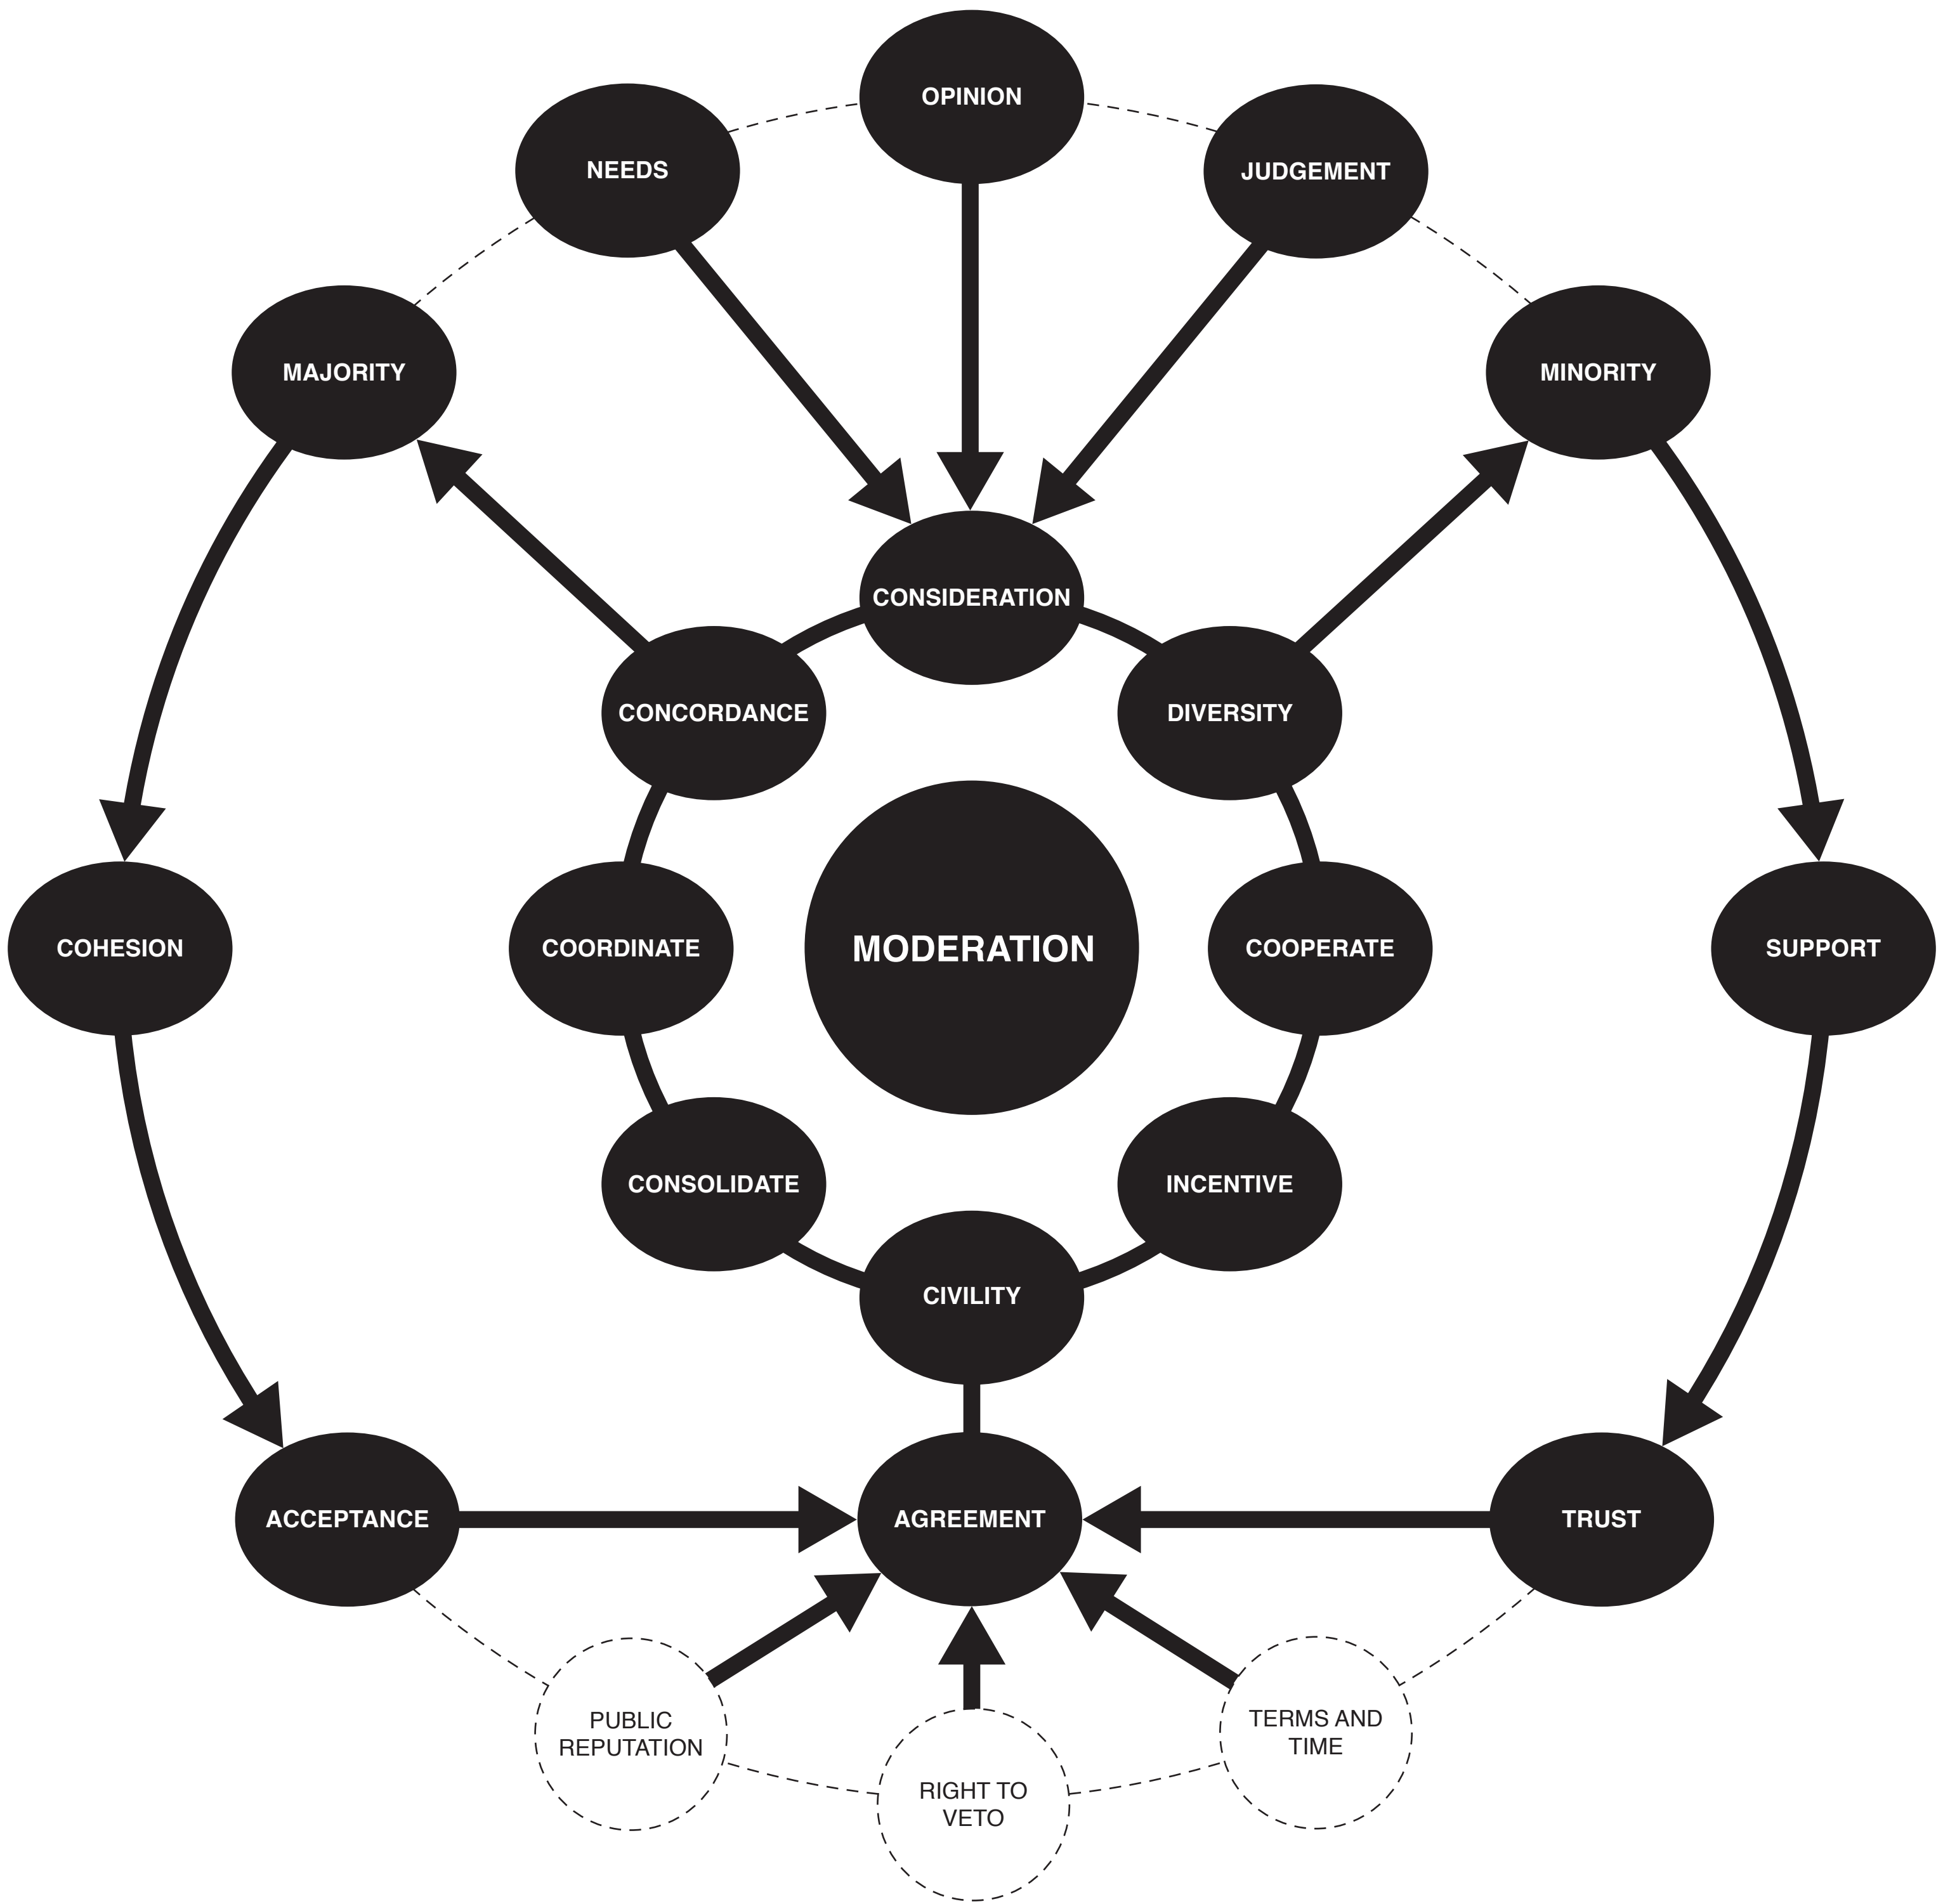 OPINION
NEEDS
JUDGEMENT
MAJORITY
MINORITY
CONSIDERATION
CONCORDANCE
DIVERSITY
COHESION
COORDINATE
MODERATION
COOPERATE
SUPPORT
CONSOLIDATE
INCENTIVE
CIVILITY
ACCEPTANCE
AGREEMENT
TRUST
PUBLIC
REPUTATION
RIGHT TO
VETO
TERMS AND
TIME